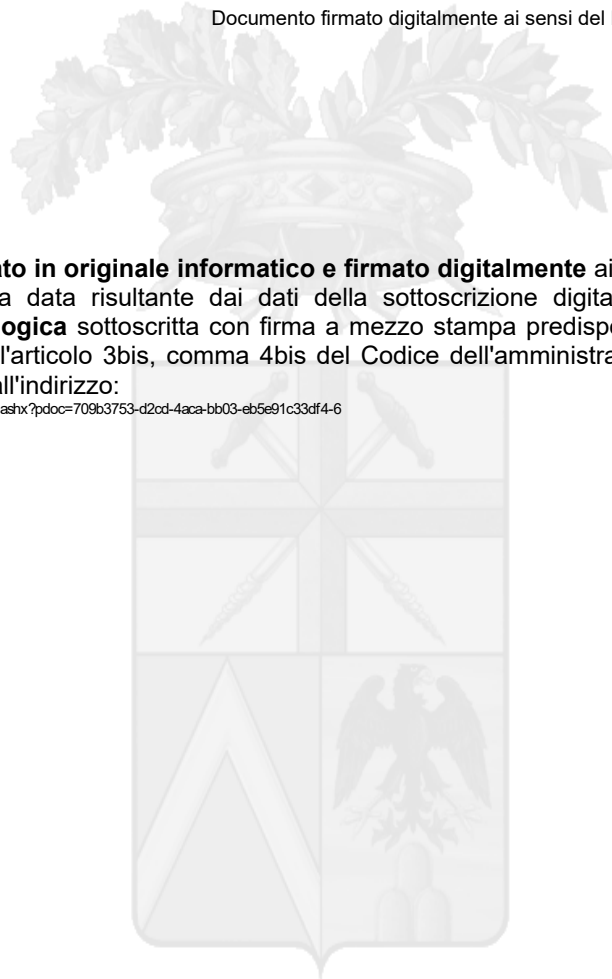 Documento firmato digitalmente ai sensi del
ato in originale informatico e firmato digitalmente ai
a data risultante dai dati della sottoscrizione digita
logica sottoscritta con firma a mezzo stampa predispo
l'articolo 3bis, comma 4bis del Codice dell'amministra
all'indirizzo:
ashx?pdoc=709b3753-d2cd-4aca-bb03-eb5e91c33df4-6